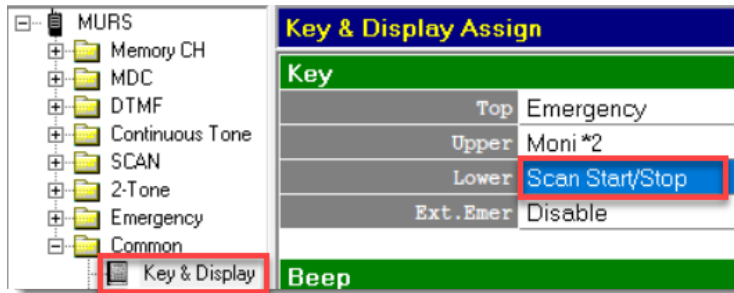 MURS
Memory CH
MDC
DTMF
Continuous Tone
SCAN
2-Tone
Emergency
Common
Key & Display
Key & Display Assign
Key
Top Emergency
Upper Moni *2
Lower Scan Start/Stop
Ext.Emer Disable
Beep